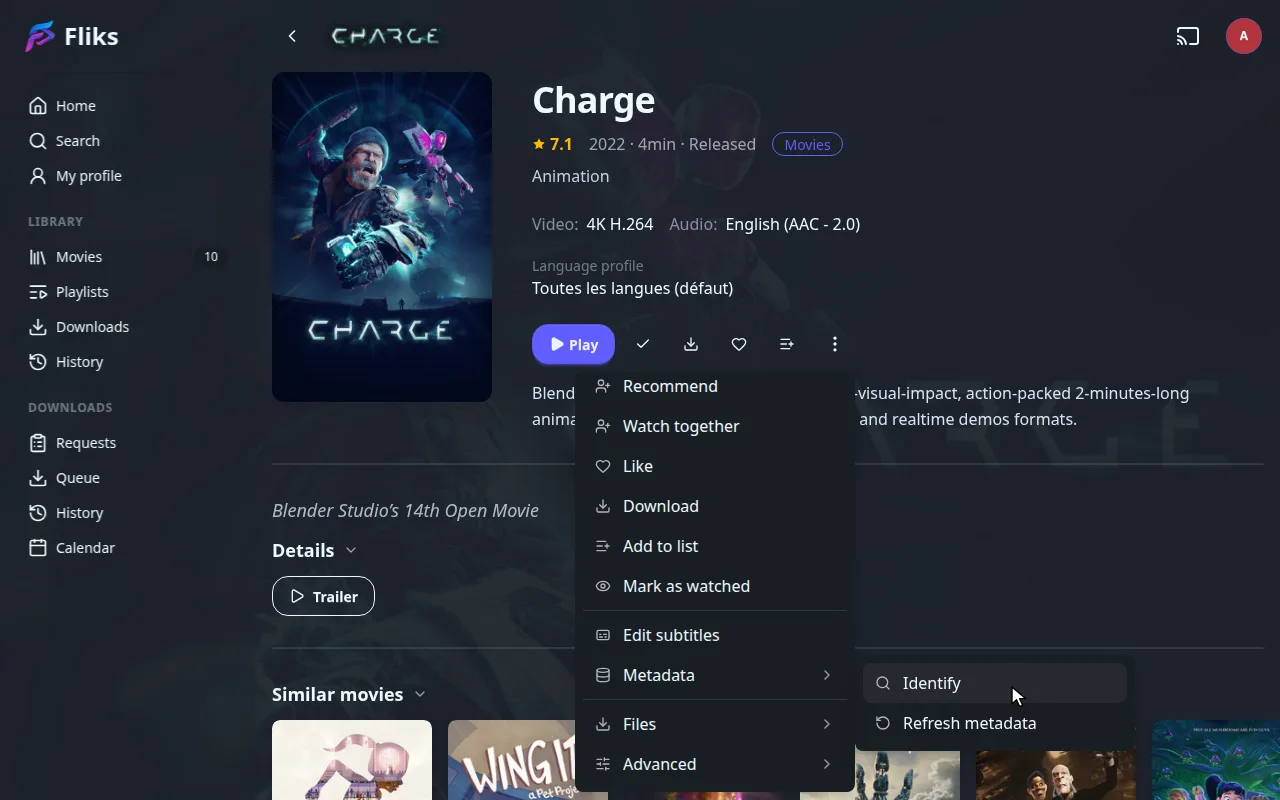 Fliks
CHARGE
A
Home
Search
My profile
LIBRARY
Movies 10
Playlists
Downloads
History
DOWNLOADS
Requests
Queue
History
Calendar
CHARGE
Charge
7.1 2022 · 4min · Released Movies
Animation
Video: 4K H.264 Audio: English (AAC - 2.0)
Language profile
Toutes les langues (défaut)
Play
Blend -visual-impact, action-packed 2-minutes-long
anima and realtime demos formats.
Recommend
Watch together
Like
Download
Add to list
Mark as watched
Edit subtitles
Metadata
Files
Advanced
Identify
Refresh metadata
Blender Studio’s 14th Open Movie
Details
Trailer
Similar movies
WING IT
a Pet Proje